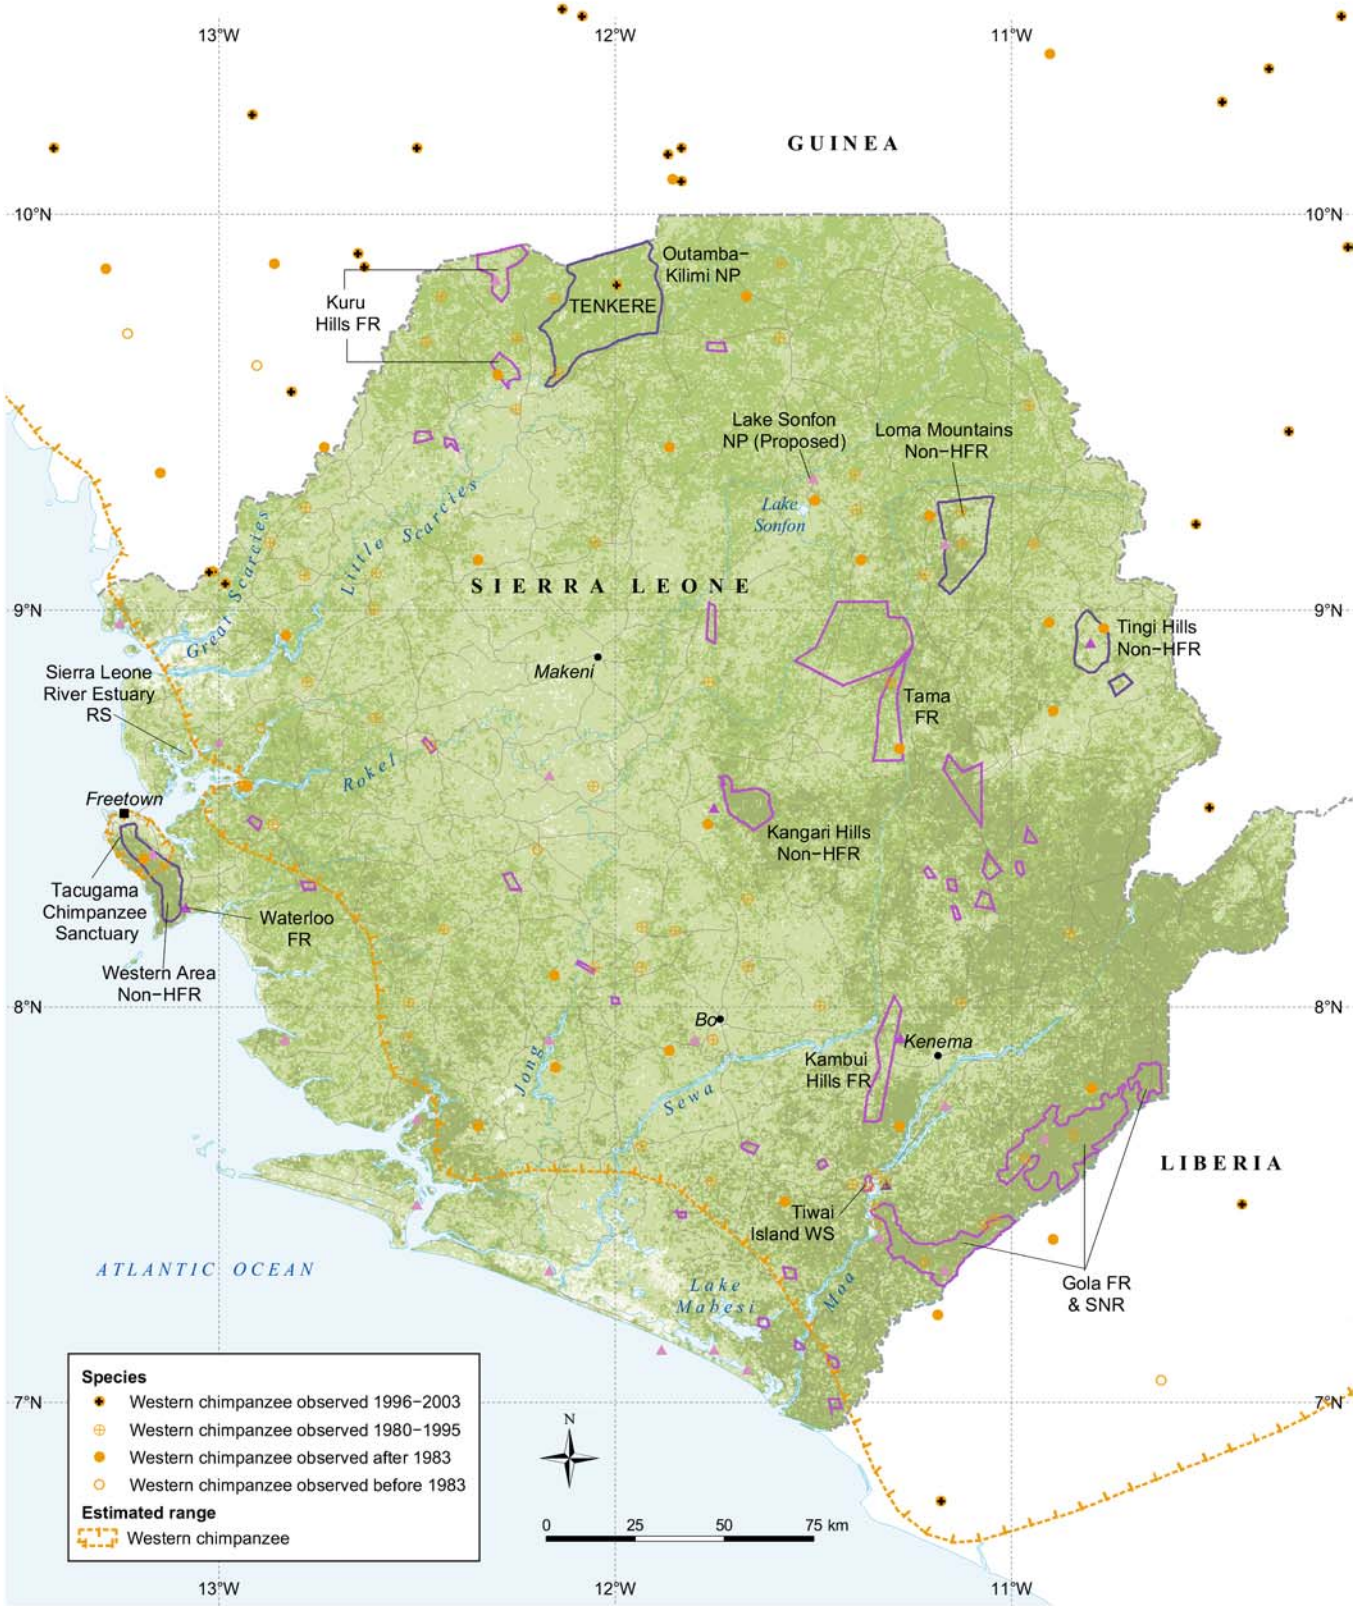 13°W
12°W
11°W
GUINEA
10°N
10°N
Outamba–
Kilimi NP
TENKERE
Kuru
Hills FR
Lake Sonfon
NP (Proposed)
Loma Mountains
Non–HFR
Lake
Sonfon
Great Scarcies
Little Scarcies
SIERRA LEONE
9°N
9°N
Tingi Hills
Non–HFR
Makeni
Sierra Leone
River Estuary
RS
Tama
FR
Rokel
Freetown
Kangari Hills
Non–HFR
Tacugama
Chimpanzee
Sanctuary
Waterloo
FR
Western Area
Non–HFR
8°N
8°N
Bo
Kenema
Jong
Kambui
Hills FR
Sewa
LIBERIA
Tiwai
Island WS
ATLANTIC OCEAN
Moa
Lake
Mabesi
Gola FR
& SNR
7°N
7°N
Species
Western chimpanzee observed 1996–2003
Western chimpanzee observed 1980–1995
Western chimpanzee observed after 1983
Western chimpanzee observed before 1983
Estimated range
Western chimpanzee
N
0 25 50 75 km
13°W
12°W
11°W